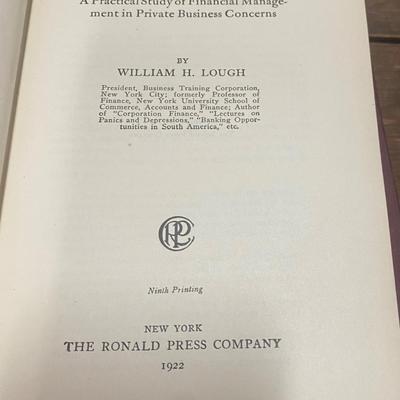 A Practical Study of Financial Manage-
ment in Private Business Concerns
BY
WILLIAM H. LOUGH
President, Business Training Corporation,
New York City; formerly Professor of
Finance, New York University School of
Commerce, Accounts and Finance; Author
of "Corporation Finance," "Lectures on
Panics and Depressions," "Banking Oppor-
tunities in South America," etc.
Ninth Printing
NEW YORK
THE RONALD PRESS COMPANY
1922